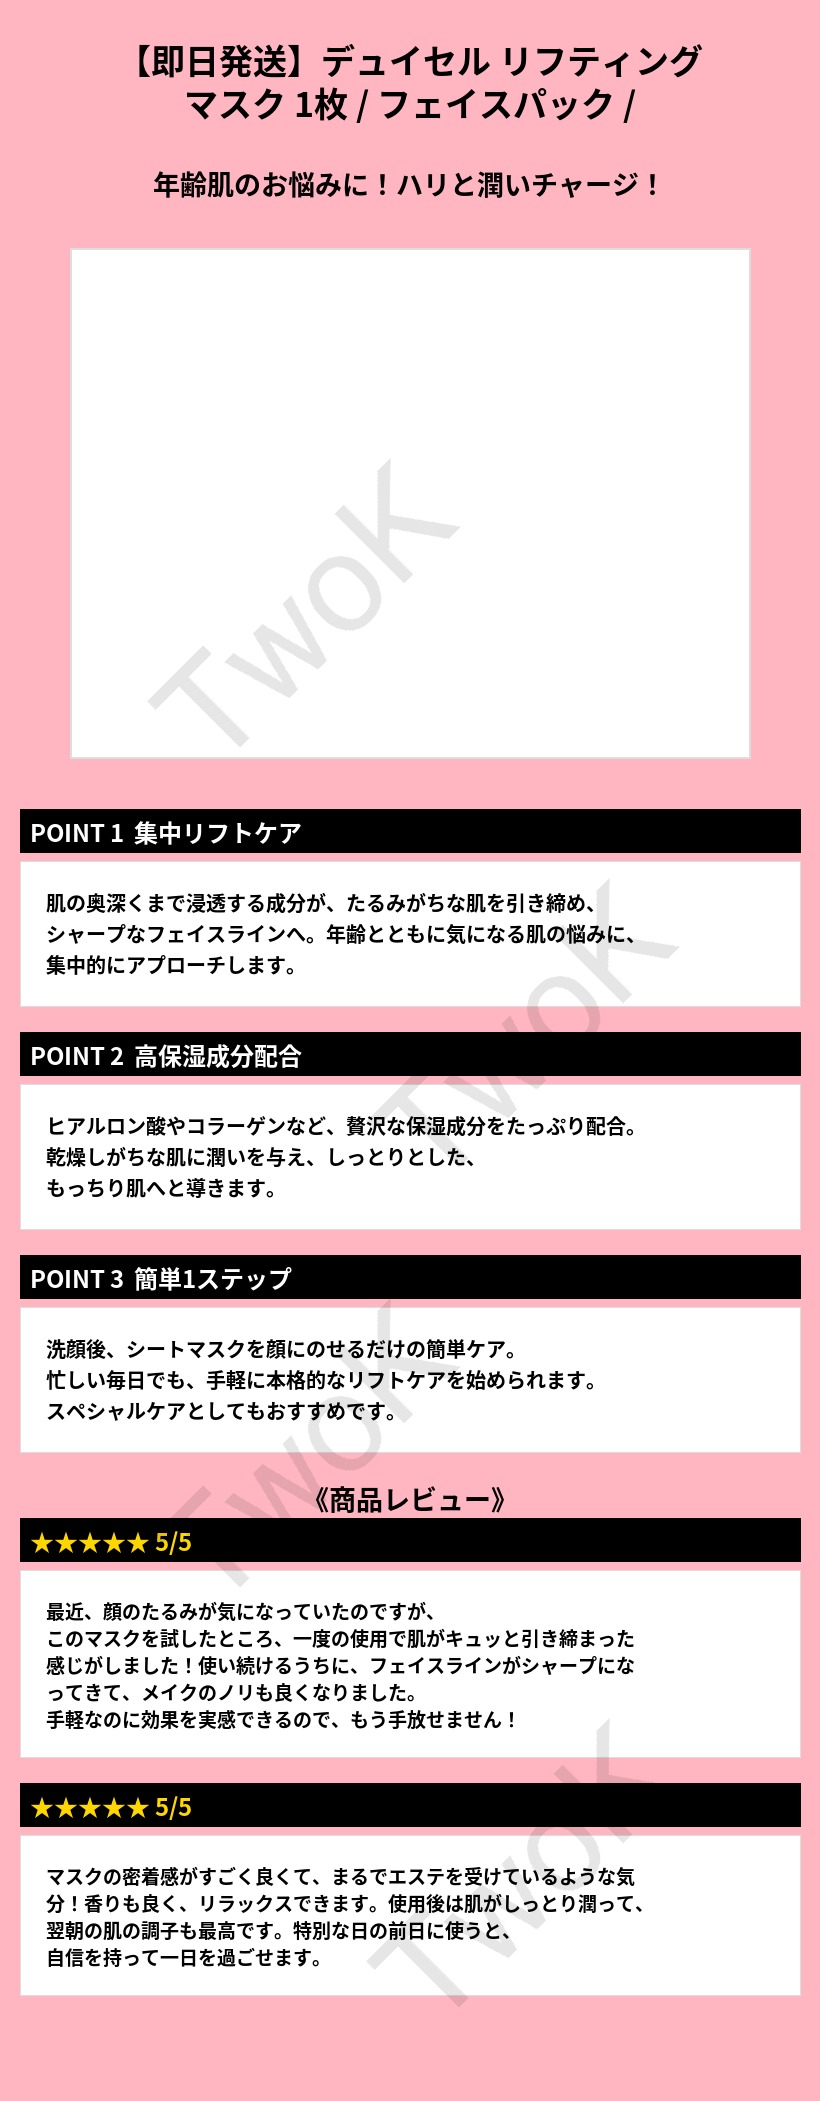 【即日発送】デュイセル リフティング
マスク 1枚 / フェイスパック /
年齢肌のお悩みに！ハリと潤いチャージ！
TwoK
POINT 1 集中リフトケア
肌の奥深くまで浸透する成分が、たるみがちな肌を引き締め、
シャープなフェイスラインへ。年齢とともに気になる肌の悩みに、
集中的にアプローチします。
TwoK
POINT 2 高保湿成分配合
ヒアルロン酸やコラーゲンなど、贅沢な保湿成分をたっぷり配合。
乾燥しがちな肌に潤いを与え、しっとりとした、
もっちり肌へと導きます。
POINT 3 簡単1ステップ
洗顔後、シートマスクを顔にのせるだけの簡単ケア。
忙しい毎日でも、手軽に本格的なリフトケアを始められます。
スペシャルケアとしてもおすすめです。
TwoK
《商品レビュー》
★★★★★ 5/5
最近、顔のたるみが気になっていたのですが、
このマスクを試したところ、一度の使用で肌がキュッと引き締まった
感じがしました！使い続けるうちに、フェイスラインがシャープにな
ってきて、メイクのノリも良くなりました。
手軽なのに効果を実感できるので、もう手放せません！
★★★★★ 5/5
マスクの密着感がすごく良くて、まるでエステを受けているような気
分！香りも良く、リラックスできます。使用後は肌がしっとり潤って、
翌朝の肌の調子も最高です。特別な日の前日に使うと、
自信を持って一日を過ごせます。
TwoK